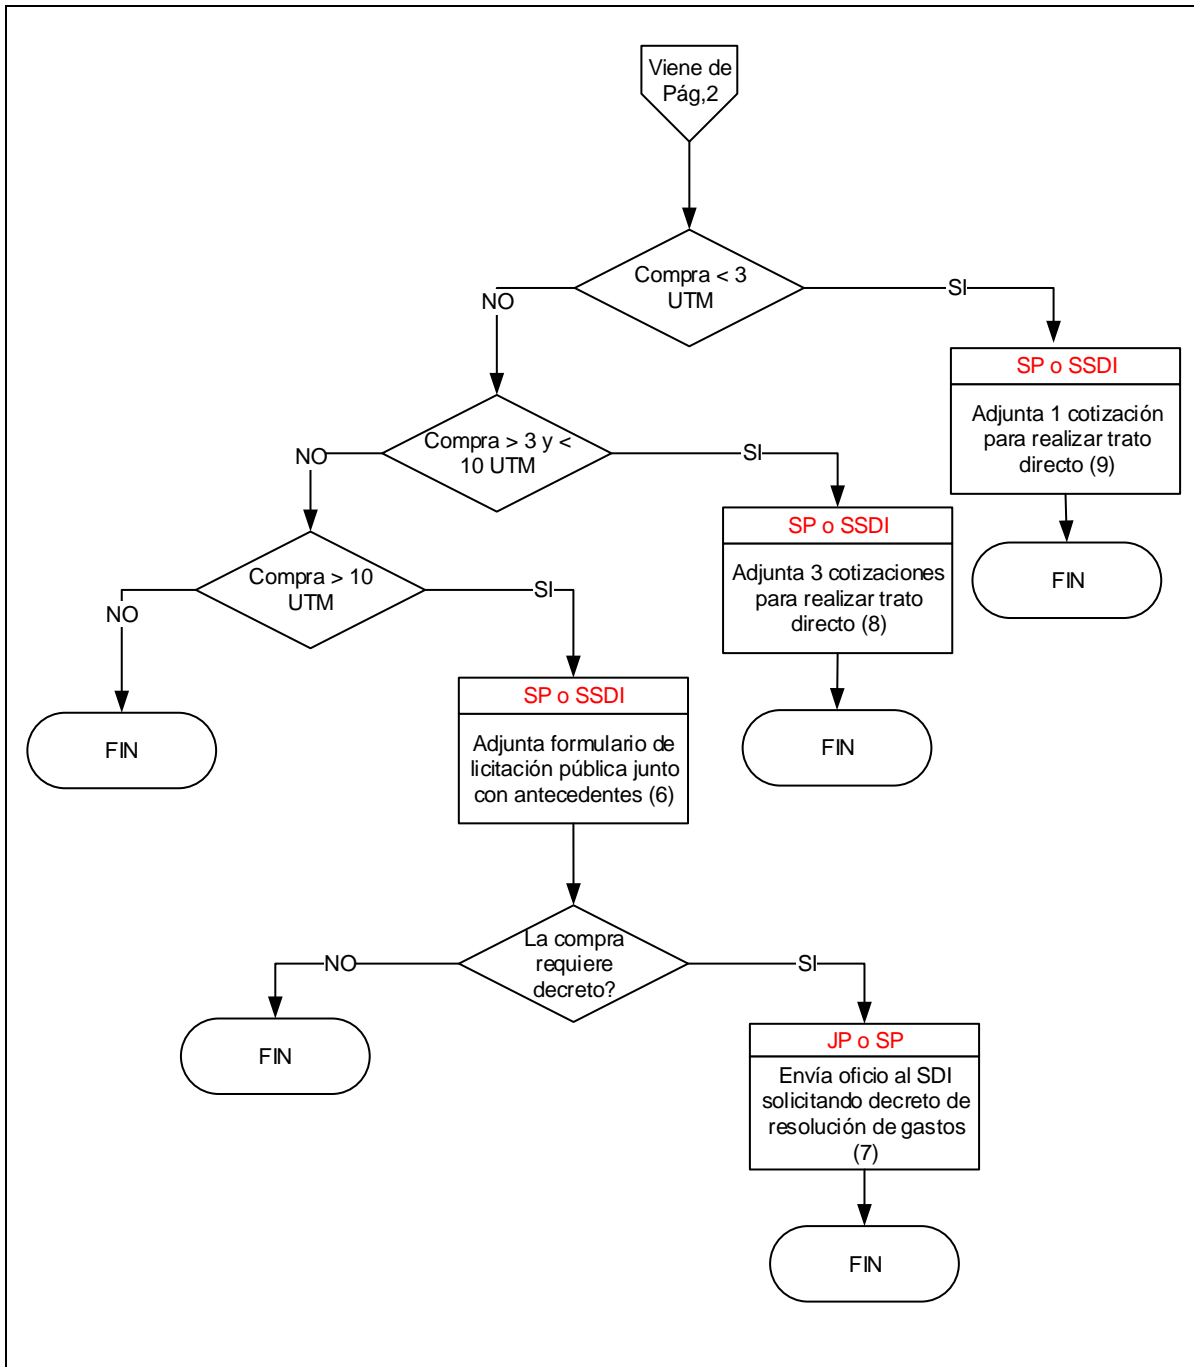 Viene de
Pág,2
Compra < 3
UTM
NO
SI
SP o SSDI
Adjunta 1 cotización
para realizar trato
directo (9)
FIN
Compra > 3 y <
10 UTM
NO
SI
SP o SSDI
Adjunta 3 cotizaciones
para realizar trato
directo (8)
FIN
Compra > 10
UTM
NO
SI
FIN
SP o SSDI
Adjunta formulario de
licitación pública junto
con antecedentes (6)
La compra
requiere
decreto?
NO
SI
FIN
JP o SP
Envía oficio al SDI
solicitando decreto de
resolución de gastos
(7)
FIN